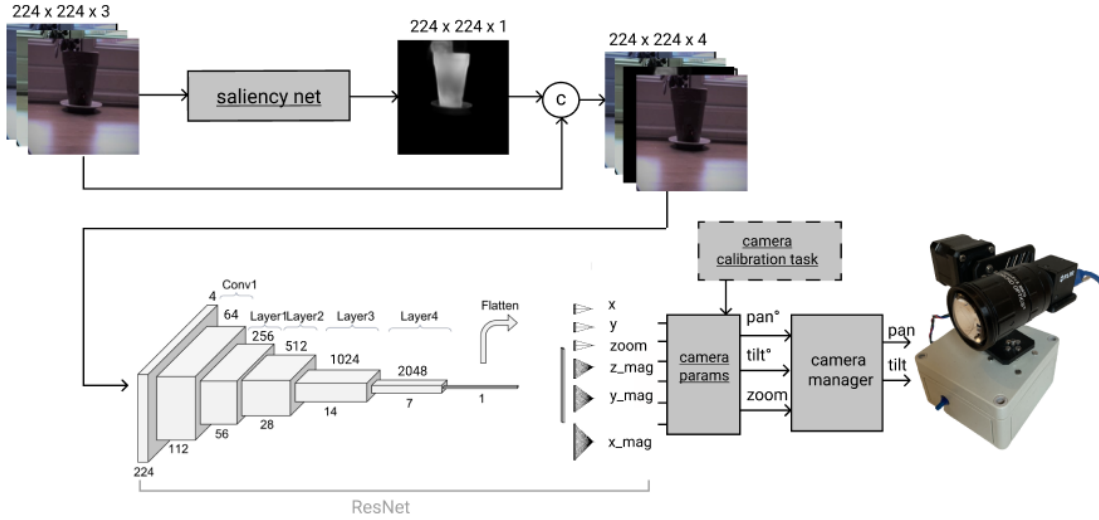 224 x 224 x 3
saliency net
224 x 224 x 1
c
224 x 224 x 4
camera
calibration task
4
Conv1
64
Layer1
Layer2
Layer3
Layer4
Flatten
256
512
1024
2048
224
112
56
28
14
7
1
x
y
zoom
z_mag
y_mag
x_mag
camera
params
pan°
tilt°
zoom
camera
manager
pan
tilt
ResNet